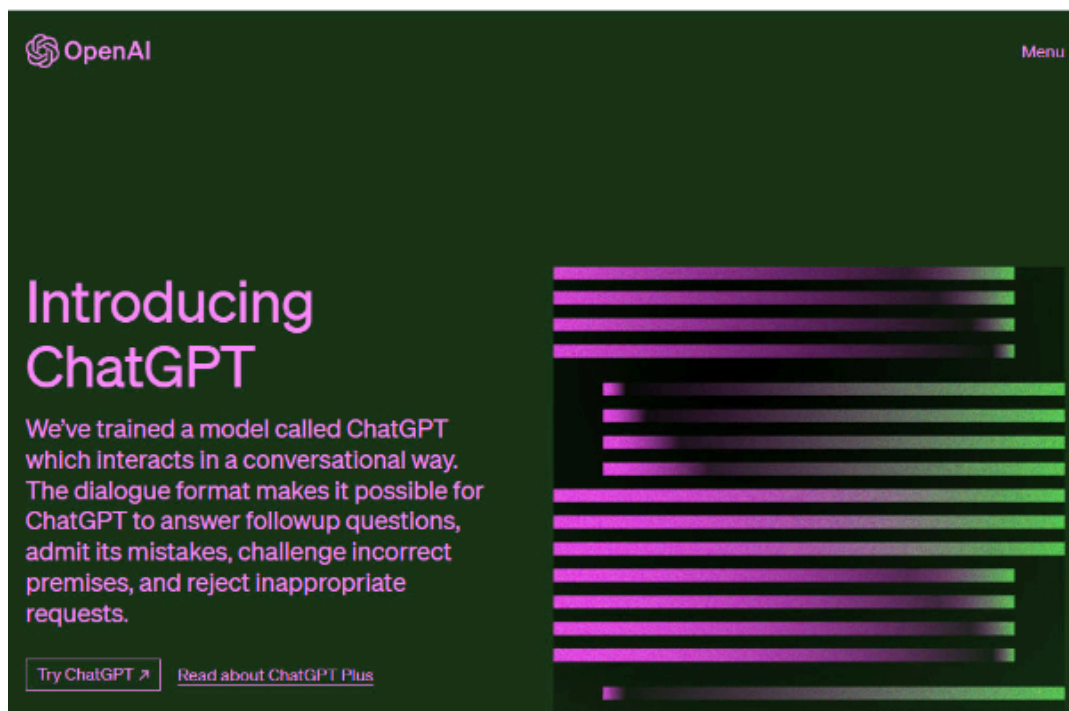 OpenAI
Menu
Introducing
ChatGPT
We've trained a model called ChatGPT
which interacts in a conversational way.
The dialogue format makes it possible for
ChatGPT to answer followup questions,
admit its mistakes, challenge incorrect
premises, and reject inappropriate
requests.
Try ChatGPT ↗
Read about ChatGPT Plus